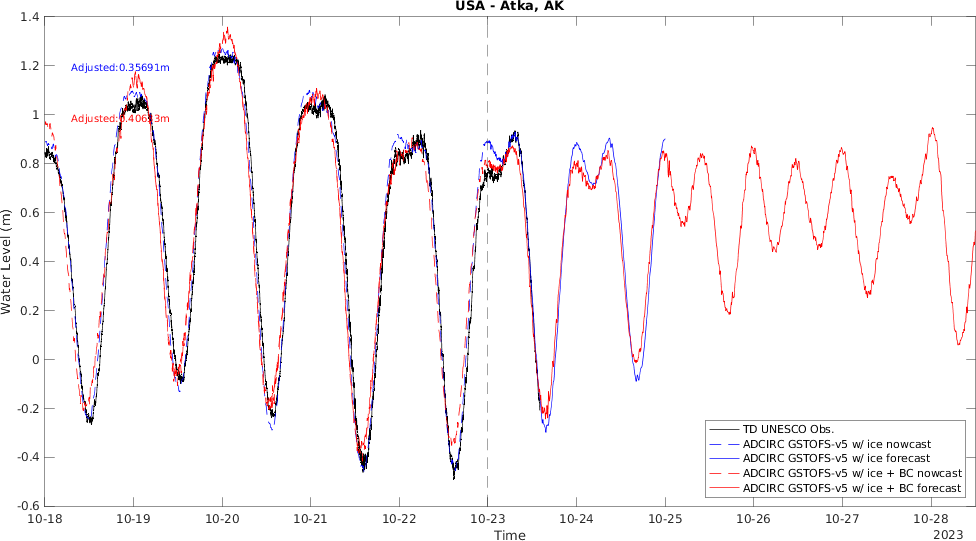 USA - Atka, AK
1.4
1.2
1
0.8
0.6
0.4
0.2
0
-0.2
-0.4
-0.6
Water Level (m)
Adjusted:0.35691m
TD UNESCO Obs.
ADCIRC GSTOFS-v5 w/ ice nowcast
ADCIRC GSTOFS-v5 w/ ice forecast
ADCIRC GSTOFS-v5 w/ ice + BC nowcast
ADCIRC GSTOFS-v5 w/ ice + BC forecast
10-18 10-19 10-20 10-21 10-22 10-23 10-24 10-25 10-26 10-27 10-28
Time
2023